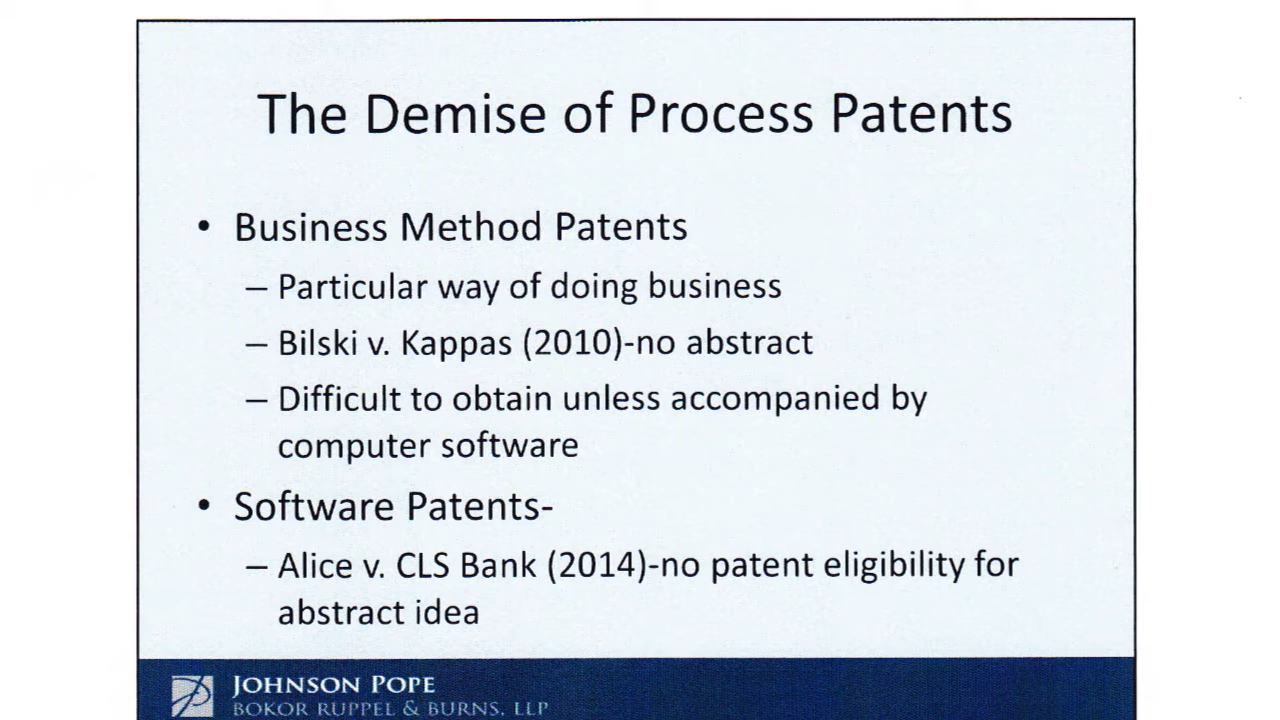 The Demise of Process Patents
• Business Method Patents
– Particular way of doing business
– Bilski v. Kappas (2010)-no abstract
– Difficult to obtain unless accompanied by
computer software
• Software Patents-
– Alice v. CLS Bank (2014)-no patent eligibility for
abstract idea
JOHNSON POPE
BOKOR RUPPEL & BURNS, LLP